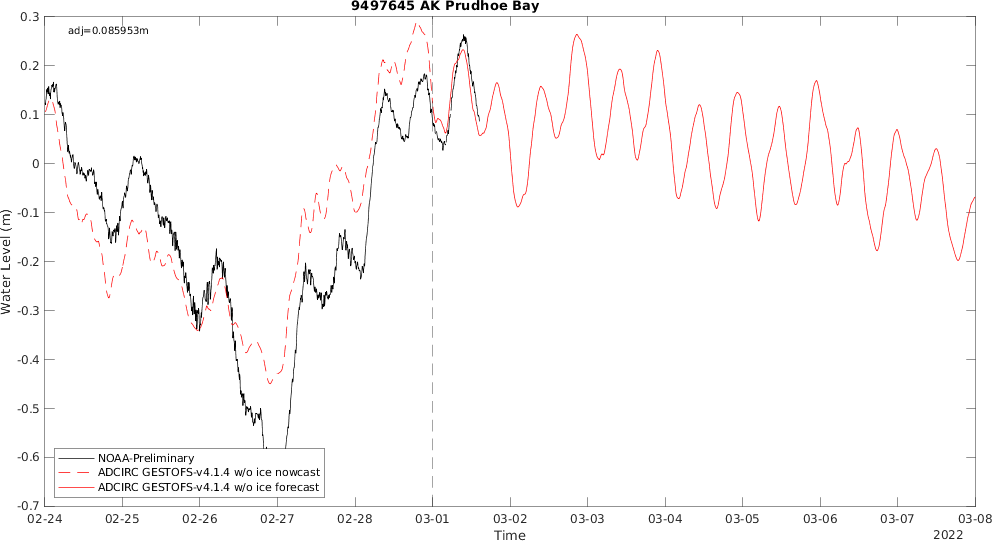 9497645 AK Prudhoe Bay
adj=0.085953m
0.3
0.2
0.1
0
-0.1
-0.2
-0.3
-0.4
-0.5
-0.6
-0.7
Water Level (m)
NOAA-Preliminary
ADCIRC GESTOFS-v4.1.4 w/o ice nowcast
ADCIRC GESTOFS-v4.1.4 w/o ice forecast
02-24 02-25 02-26 02-27 02-28 03-01 03-02 03-03 03-04 03-05 03-06 03-07 03-08
Time
2022